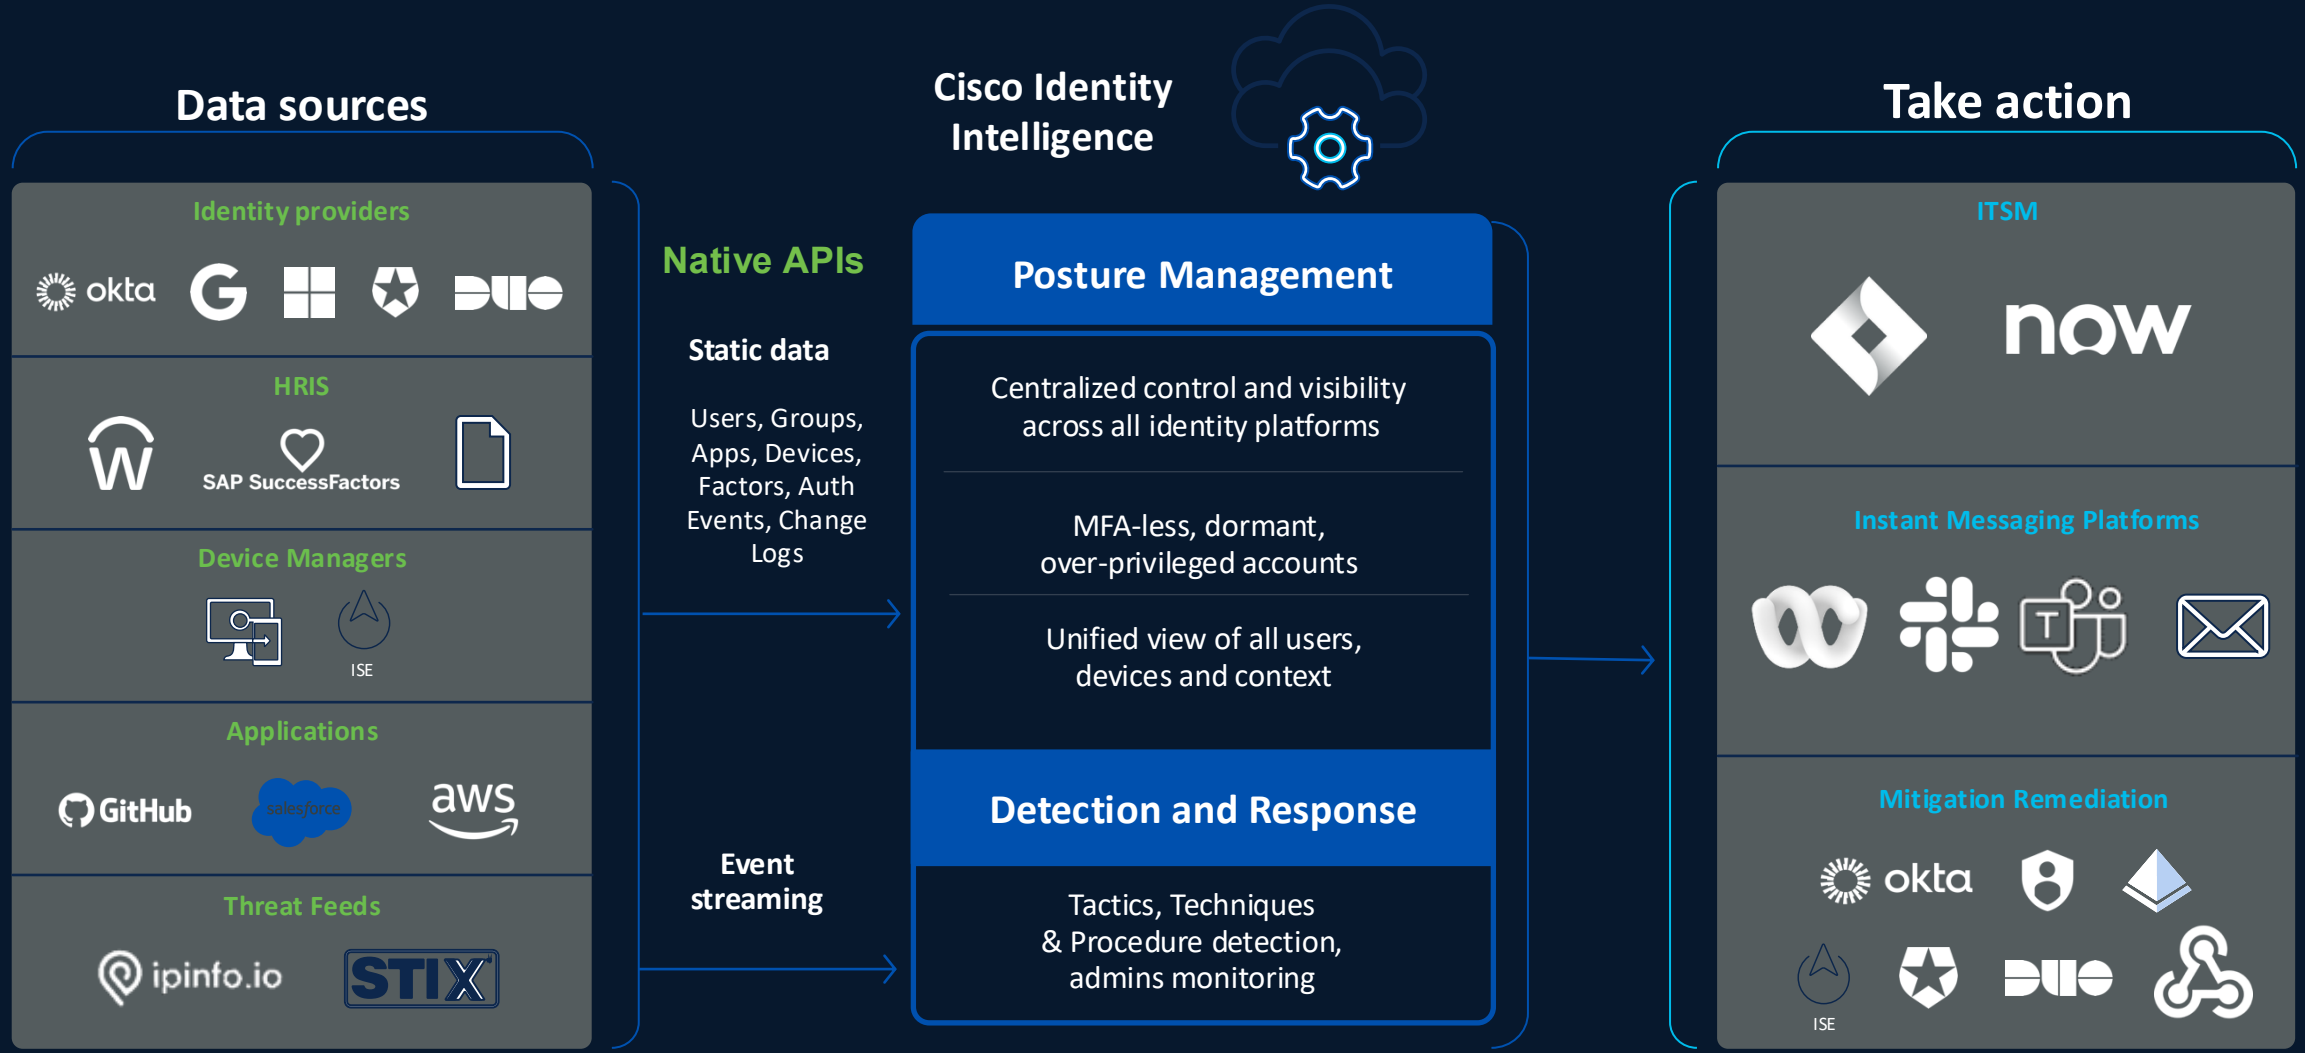 Data sources
Cisco Identity
Intelligence
Take action
Identity providers
okta
G
DUO
HRIS
W
SAP SuccessFactors
Device Managers
ISE
Applications
GitHub
salesforce
aws
Threat Feeds
ipinfo.io
STIX
Native APIs
Static data
Users, Groups,
Apps, Devices,
Factors, Auth
Events, Change
Logs
Event
streaming
Posture Management
Centralized control and visibility
across all identity platforms
MFA-less, dormant,
over-privileged accounts
Unified view of all users,
devices and context
Detection and Response
Tactics, Techniques
& Procedure detection,
admins monitoring
ITSM
now
Instant Messaging Platforms
T
Mitigation Remediation
okta
ISE
DUO